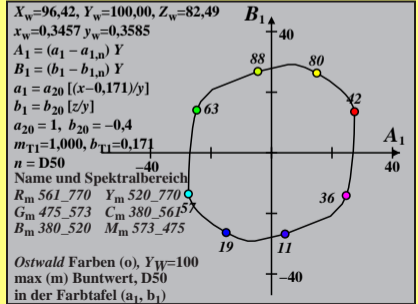 X_w=96,42, Y_w=100,00, Z_w=82,49
x_w=0.3457 y_w=0.3585
A_1 = (a_1 – a_1,n) Y
B_1 = (b_1 – b_1,n) Y
a_1 = a_20 [(x-0,171)/y]
b_1 = b_20 [z/y]
a_20 = 1, b_20 = –0,4
m_T1=1,000, b_T1=0,171
n = D50
Name und Spektralbereich
R_m 561_770 Y_m 520_770
G_m 475_573 C_m 380_561
B_m 380_520 M_m 573_475
Ostwald Farben (o), Y_W=100
max (m) Buntwert, D50
in der Farbtafel (a_1, b_1)
B_1
40
88
80
63
42
A_1
–40
40
57
36
19
11
–40